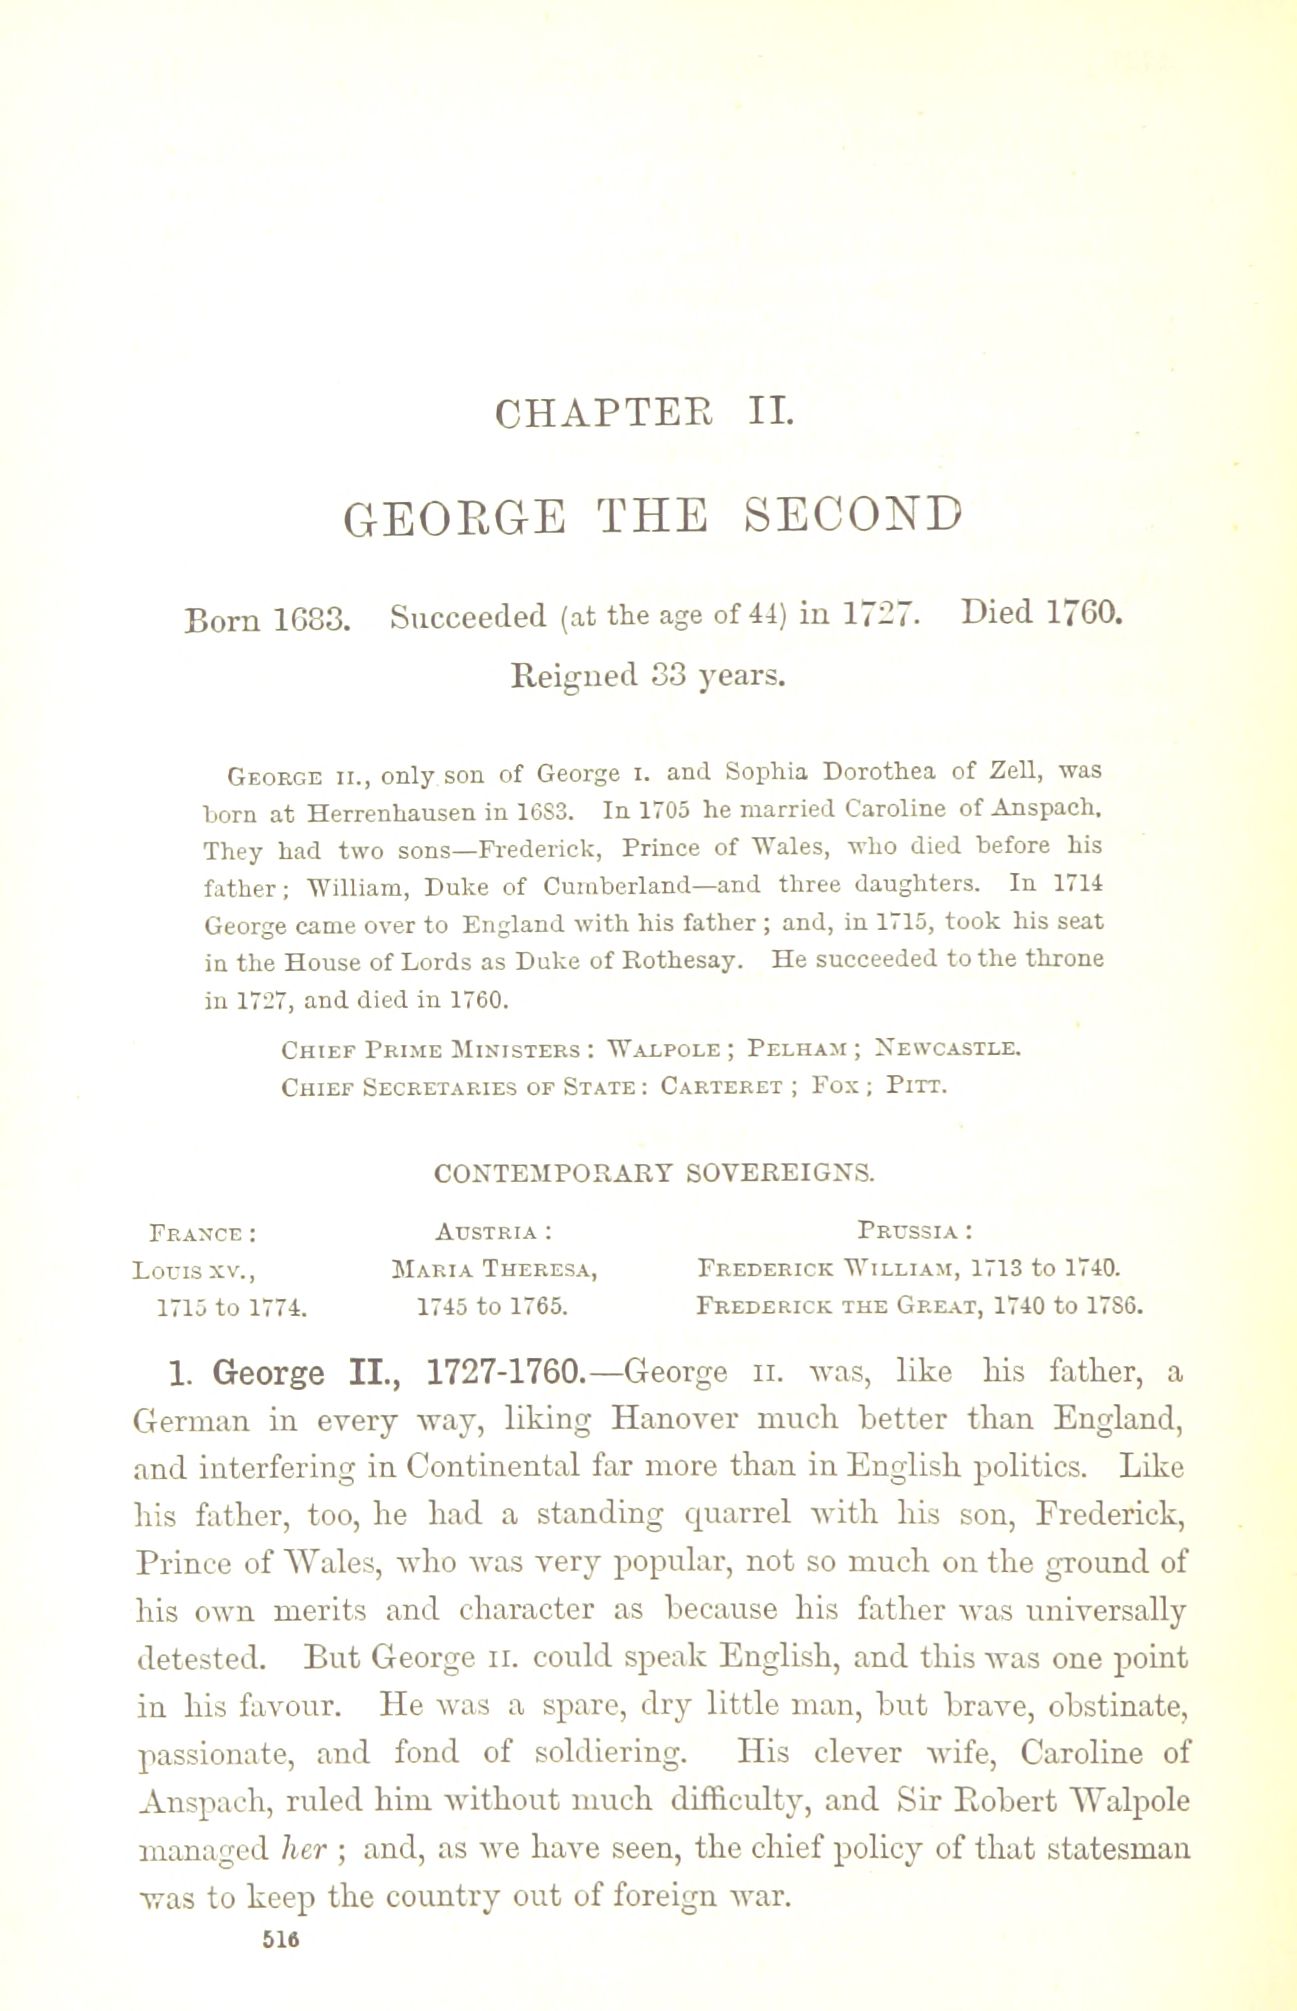 CHAPTER II.
GEORGE THE SECOND
Born 1683. Succeeded (at the age of 44) in 1727. Died 1760.
Reigned 33 years.
GEORGE II., only son of George I. and Sophia Dorothea of Zell, was
born at Herrenhausen in 1683. In 1705 he married Caroline of Anspach.
They had two sons—Frederick, Prince of Wales, who died before his
father; William, Duke of Cumberland—and three daughters. In 1714
George came over to England with his father; and, in 1715, took his seat
in the House of Lords as Duke of Rothesay. He succeeded to the throne
in 1727, and died in 1760.
CHIEF PRIME MINISTERS: WALPOLE; PELHAM; NEWCASTLE.
CHIEF SECRETARIES OF STATE: CARTERET; FOX; PITT.
CONTEMPORARY SOVEREIGNS.
FRANCE:
LOUIS XV.,
1715 to 1774.
AUSTRIA:
MARIA THERESA,
1745 to 1765.
PRUSSIA:
FREDERICK WILLIAM, 1713 to 1740.
FREDERICK THE GREAT, 1740 to 1786.
1. George II., 1727-1760.—George II. was, like his father, a
German in every way, liking Hanover much better than England,
and interfering in Continental far more than in English politics. Like
his father, too, he had a standing quarrel with his son, Frederick,
Prince of Wales, who was very popular, not so much on the ground of
his own merits and character as because his father was universally
detested. But George II. could speak English, and this was one point
in his favour. He was a spare, dry little man, but brave, obstinate,
passionate, and fond of soldiering. His clever wife, Caroline of
Anspach, ruled him without much difficulty, and Sir Robert Walpole
managed her; and, as we have seen, the chief policy of that statesman
was to keep the country out of foreign war.
516